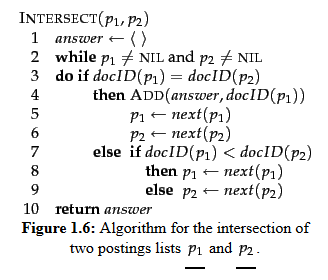 INTERSECT(p1, p2)
1 answer ← ⟨ ⟩
2 while p1 ≠ NIL and p2 ≠ NIL
3 do if docID(p1) = docID(p2)
4 then ADD(answer, docID(p1))
5 p1 ← next(p1)
6 p2 ← next(p2)
7 else if docID(p1) < docID(p2)
8 then p1 ← next(p1)
9 else p2 ← next(p2)
10 return answer
Figure 1.6: Algorithm for the intersection of
two postings lists p1 and p2 .